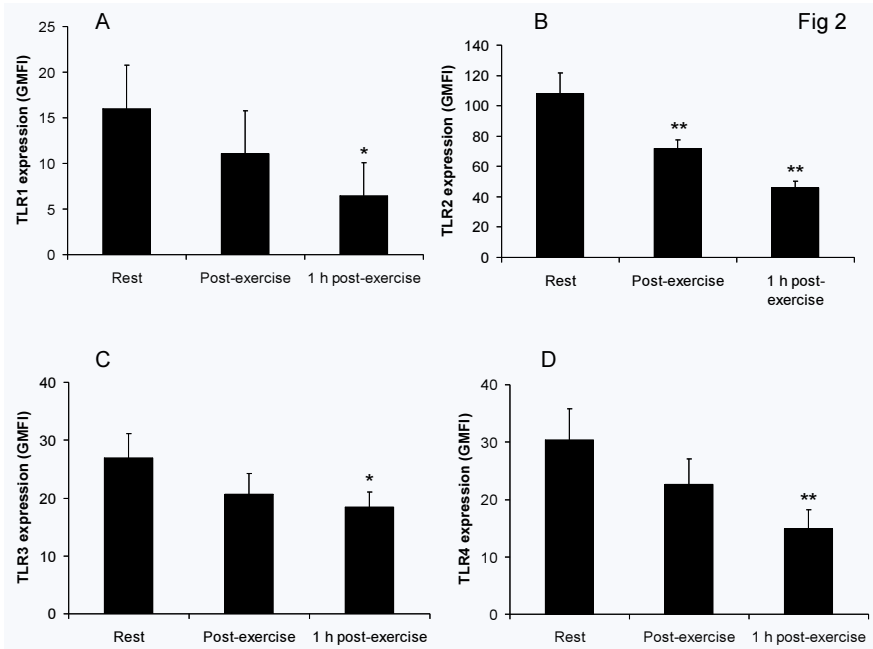 A
TLR1 expression (GMFI)
25
20
15
10
5
0
*
Rest
Post-exercise
1 h post-exercise
B
Fig 2
TLR2 expression (GMFI)
140
120
100
80
60
40
20
0
**
**
Rest
Post-exercise
1 h post-
exercise
C
TLR3 expression (GMFI)
40
30
20
10
0
*
Rest
Post-exercise
1 h post-exercise
D
TLR4 expression (GMFI)
40
30
20
10
0
**
Rest
Post-exercise
1 h post-exercise